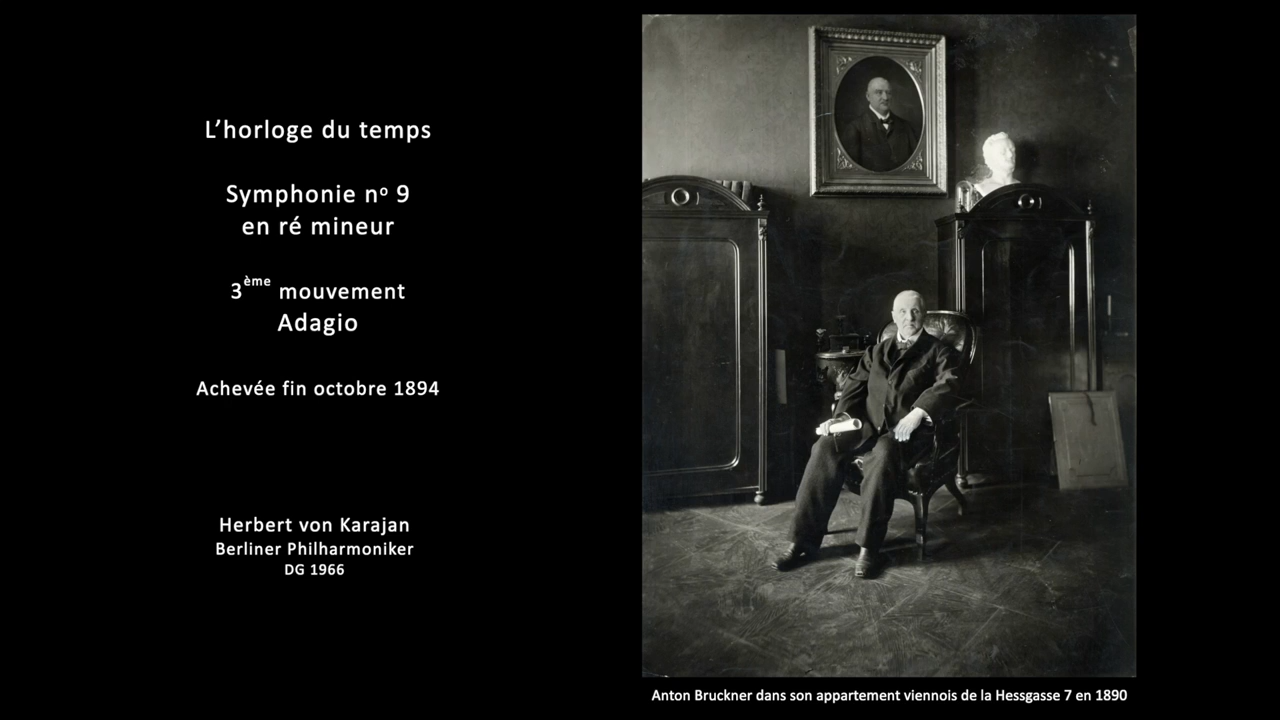 L’horloge du temps
Symphonie nº 9
en ré mineur
3ème mouvement
Adagio
Achevée fin octobre 1894
Herbert von Karajan
Berliner Philharmoniker
DG 1966
Anton Bruckner dans son appartement viennois de la Hessgasse 7 en 1890